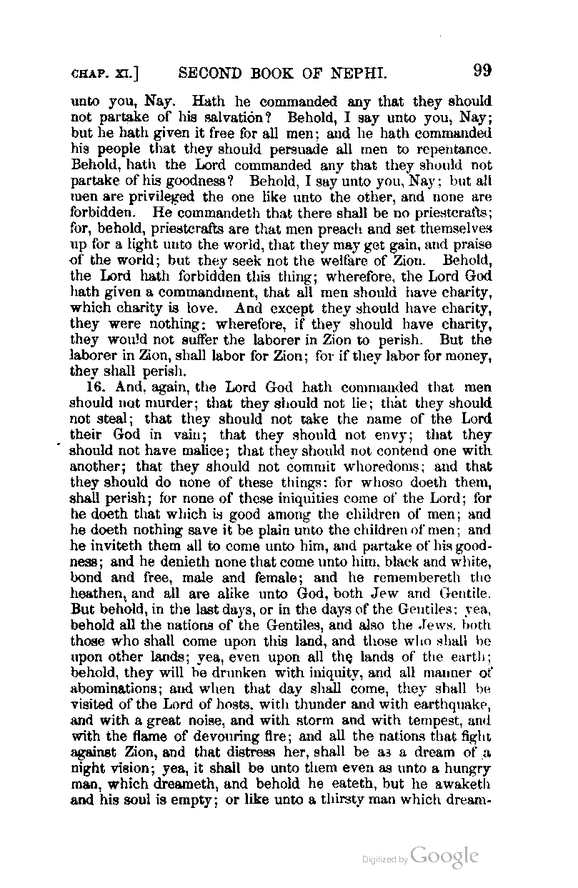 CHAP. XI.] SECOND BOOK OF NEPHI. 99
unto you, Nay. Hath he commanded any that they should
not partake of his salvation? Behold, I say unto you, Nay;
but he hath given it free for all men; and he hath commanded
his people that they should persuade all men to repentance.
Behold, hath the Lord commanded any that they should not
partake of his goodness? Behold, I say unto you, Nay; but all
men are privileged the one like unto the other, and none are
forbidden. He commandeth that there shall be no priestcrafts;
for, behold, priestcrafts are that men preach and set themselves
up for a light unto the world, that they may get gain, and praise
of the world; but they seek not the welfare of Zion. Behold,
the Lord hath forbidden this thing; wherefore, the Lord God
hath given a commandment, that all men should have charity,
which charity is love. And except they should have charity,
they were nothing: wherefore, if they should have charity,
they would not suffer the laborer in Zion to perish. But the
laborer in Zion, shall labor for Zion; for if they labor for money,
they shall perish.
16. And, again, the Lord God hath commanded that men
should not murder; that they should not lie; that they should
not steal; that they should not take the name of the Lord
their God in vain; that they should not envy; that they
should not have malice; that they should not contend one with
another; that they should not commit whoredoms; and that
they should do none of these things: for whoso doeth them,
shall perish; for none of these iniquities come of the Lord; for
he doeth that which is good among the children of men; and
he doeth nothing save it be plain unto the children of men; and
he inviteth them all to come unto him, and partake of his good-
ness; and he denieth none that come unto him, black and white,
bond and free, male and female; and he remembereth the
heathen, and all are alike unto God, both Jew and Gentile.
But behold, in the last days, or in the days of the Gentiles; yea,
behold all the nations of the Gentiles, and also the Jews, both
those who shall come upon this land, and those who shall be
upon other lands; yea, even upon all the lands of the earth;
behold, they will be drunken with iniquity, and all manner of
abominations; and when that day shall come, they shall be
visited of the Lord of hosts, with thunder and with earthquake,
and with a great noise, and with storm and with tempest, and
with the flame of devouring fire; and all the nations that fight
against Zion, and that distress her, shall be as a dream of a
night vision; yea, it shall be unto them even as unto a hungry
man, which dreameth, and behold he eateth, but he awaketh
and his soul is empty; or like unto a thirsty man which dream-
Digitized by Google